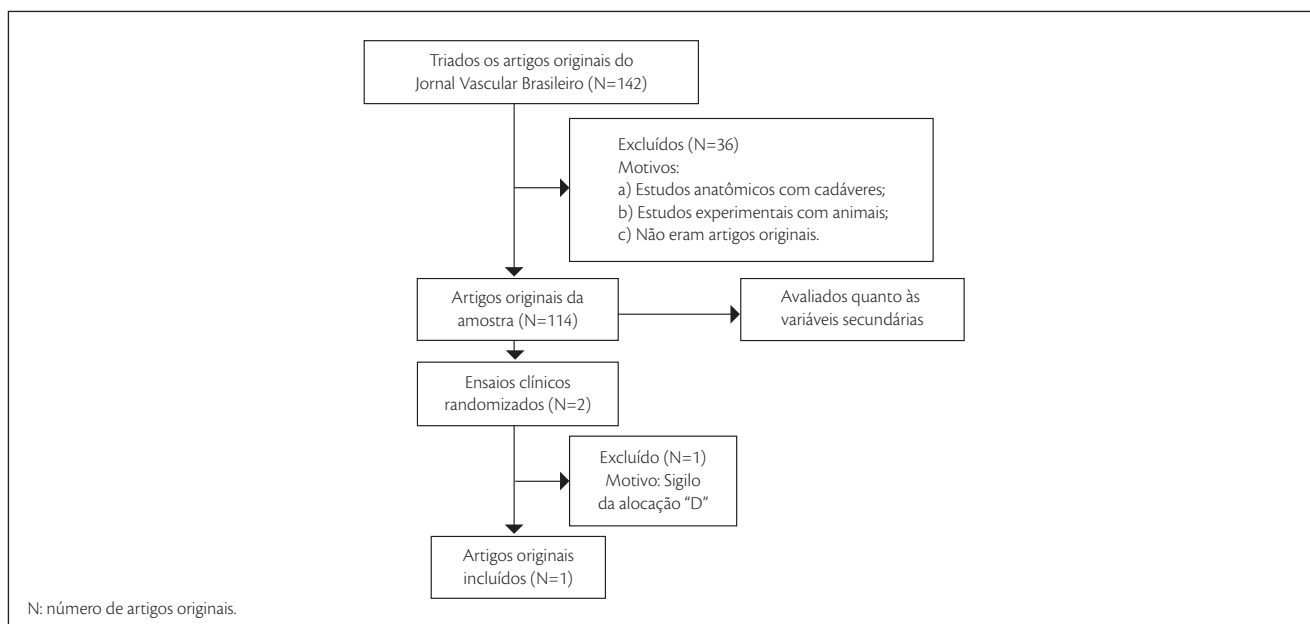 Triados os artigos originais do
Jornal Vascular Brasileiro (N=142)
Excluídos (N=36)
Motivos:
a) Estudos anatômicos com cadáveres;
b) Estudos experimentais com animais;
c) Não eram artigos originais.
Artigos originais da
amostra (N=114)
Avaliados quanto às
variáveis secundárias
Ensaios clínicos
randomizados (N=2)
Excluído (N=1)
Motivo: Sigilo
da alocação "D"
Artigos originais
incluídos (N=1)
N: número de artigos originais.